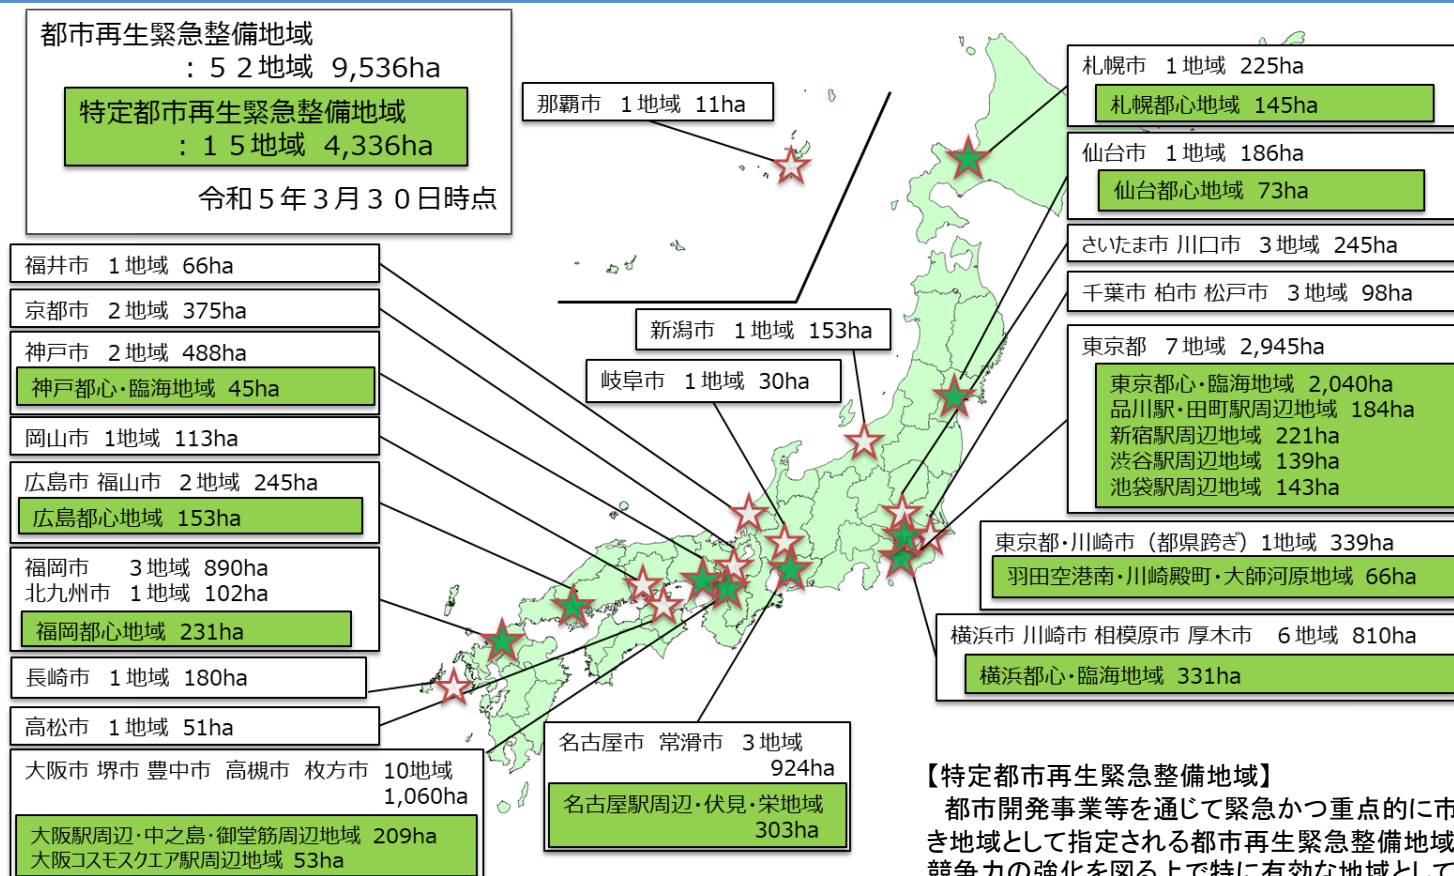 都市再生緊急整備地域
：５２地域 9,536ha
特定都市再生緊急整備地域
：１５地域 4,336ha
令和５年３月３０日時点
那覇市 1地域 11ha
札幌市 1地域 225ha
札幌都心地域 145ha
仙台市 1地域 186ha
仙台都心地域 73ha
さいたま市 川口市 3地域 245ha
千葉市 柏市 松戸市 3地域 98ha
東京都 7地域 2,945ha
東京都心・臨海地域 2,040ha
品川駅・田町駅周辺地域 184ha
新宿駅周辺地域 221ha
渋谷駅周辺地域 139ha
池袋駅周辺地域 143ha
東京都・川崎市（都県跨ぎ）1地域 339ha
羽田空港南・川崎殿町・大師河原地域 66ha
横浜市 川崎市 相模原市 厚木市 6地域 810ha
横浜都心・臨海地域 331ha
新潟市 1地域 153ha
岐阜市 1地域 30ha
福井市 1地域 66ha
京都市 2地域 375ha
神戸市 2地域 488ha
神戸都心・臨海地域 45ha
岡山市 1地域 113ha
広島市 福山市 2地域 245ha
広島都心地域 153ha
福岡市 3地域 890ha
北九州市 1地域 102ha
福岡都心地域 231ha
長崎市 1地域 180ha
高松市 1地域 51ha
大阪市 堺市 豊中市 高槻市 枚方市 10地域
1,060ha
大阪駅周辺・中之島・御堂筋周辺地域 209ha
大阪コスモスクエア駅周辺地域 53ha
名古屋市 常滑市 3地域
924ha
名古屋駅周辺・伏見・栄地域
303ha
【特定都市再生緊急整備地域】
都市開発事業等を通じて緊急かつ重点的に市
き地域として指定される都市再生緊急整備地域
競争力の強化を図る上で特に有効な地域として